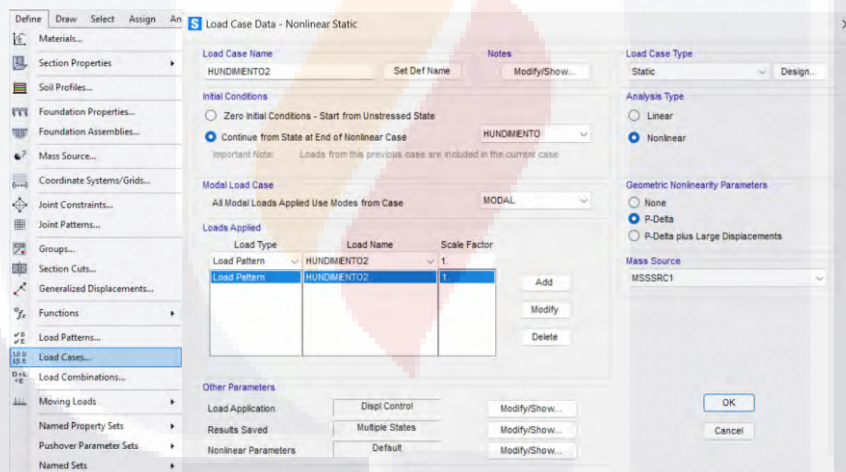 Define Draw Select Assign An
Materials...
Section Properties
Soil Profiles...
Foundation Properties...
Foundation Assemblies...
Mass Source...
Coordinate Systems/Grids...
Joint Constraints...
Joint Patterns...
Groups...
Section Cuts...
Generalized Displacements...
Functions
Load Patterns...
Load Cases...
Load Combinations...
Moving Loads
Named Property Sets
Pushover Parameter Sets
Named Sets
S Load Case Data - Nonlinear Static
Load Case Name
HUNDIMIENTO2
Set Def Name
Notes
Modify/Show...
Load Case Type
Static
Design...
Initial Conditions
Zero Initial Conditions - Start from Unstressed State
Continue from State at End of Nonlinear Case
HUNDIMIENTO
Important Note: Loads from this previous case are included in the current case
Analysis Type
Linear
Nonlinear
Modal Load Case
All Modal Loads Applied Use Modes from Case
MODAL
Geometric Nonlinearity Parameters
None
P-Delta
P-Delta plus Large Displacements
Loads Applied
Load Type Load Name Scale Factor
Load Pattern HUNDIMIENTO2 1.
Load Pattern HUNDIMIENTO2 1.
Add
Modify
Delete
Mass Source
MSSSRC1
Other Parameters
Load Application Displ Control Modify/Show...
Results Saved Multiple States Modify/Show...
Nonlinear Parameters Default Modify/Show...
OK
Cancel